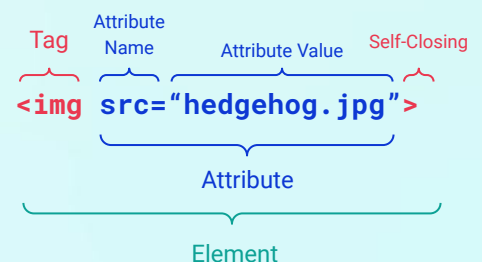 Tag
Attribute
Name
Attribute Value
Self-Closing
<img src=“hedgehog.jpg”>
Attribute
Element